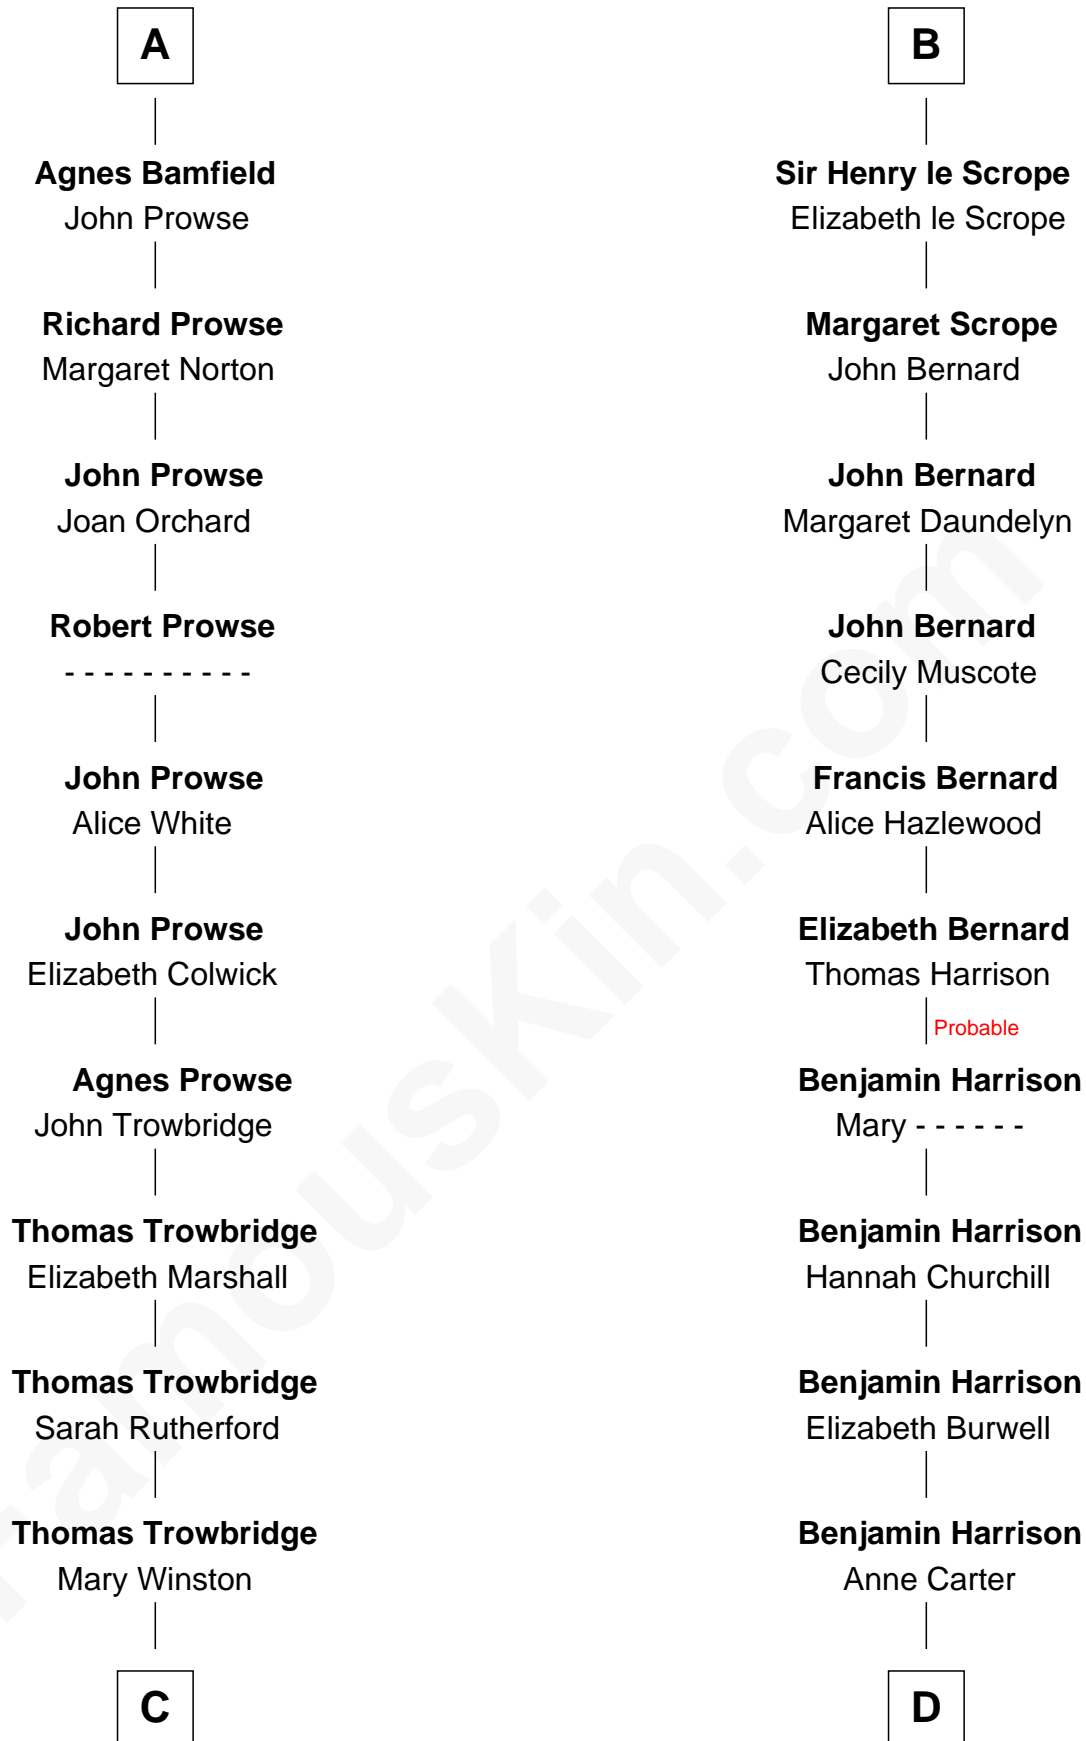 A
Agnes Bamfield
John Prowse
Richard Prowse
Margaret Norton
John Prowse
Joan Orchard
Robert Prowse
- - - - - - - - - -
John Prowse
Alice White
John Prowse
Elizabeth Colwick
Agnes Prowse
John Trowbridge
Thomas Trowbridge
Elizabeth Marshall
Thomas Trowbridge
Sarah Rutherford
Thomas Trowbridge
Mary Winston
C
B
Sir Henry le Scrope
Elizabeth le Scrope
Margaret Scrope
John Bernard
John Bernard
Margaret Daundelyn
John Bernard
Cecily Muscote
Francis Bernard
Alice Hazlewood
Elizabeth Bernard
Thomas Harrison
Probable
Benjamin Harrison
Mary - - - - - -
Benjamin Harrison
Hannah Churchill
Benjamin Harrison
Elizabeth Burwell
Benjamin Harrison
Anne Carter
D
FamousKin.com